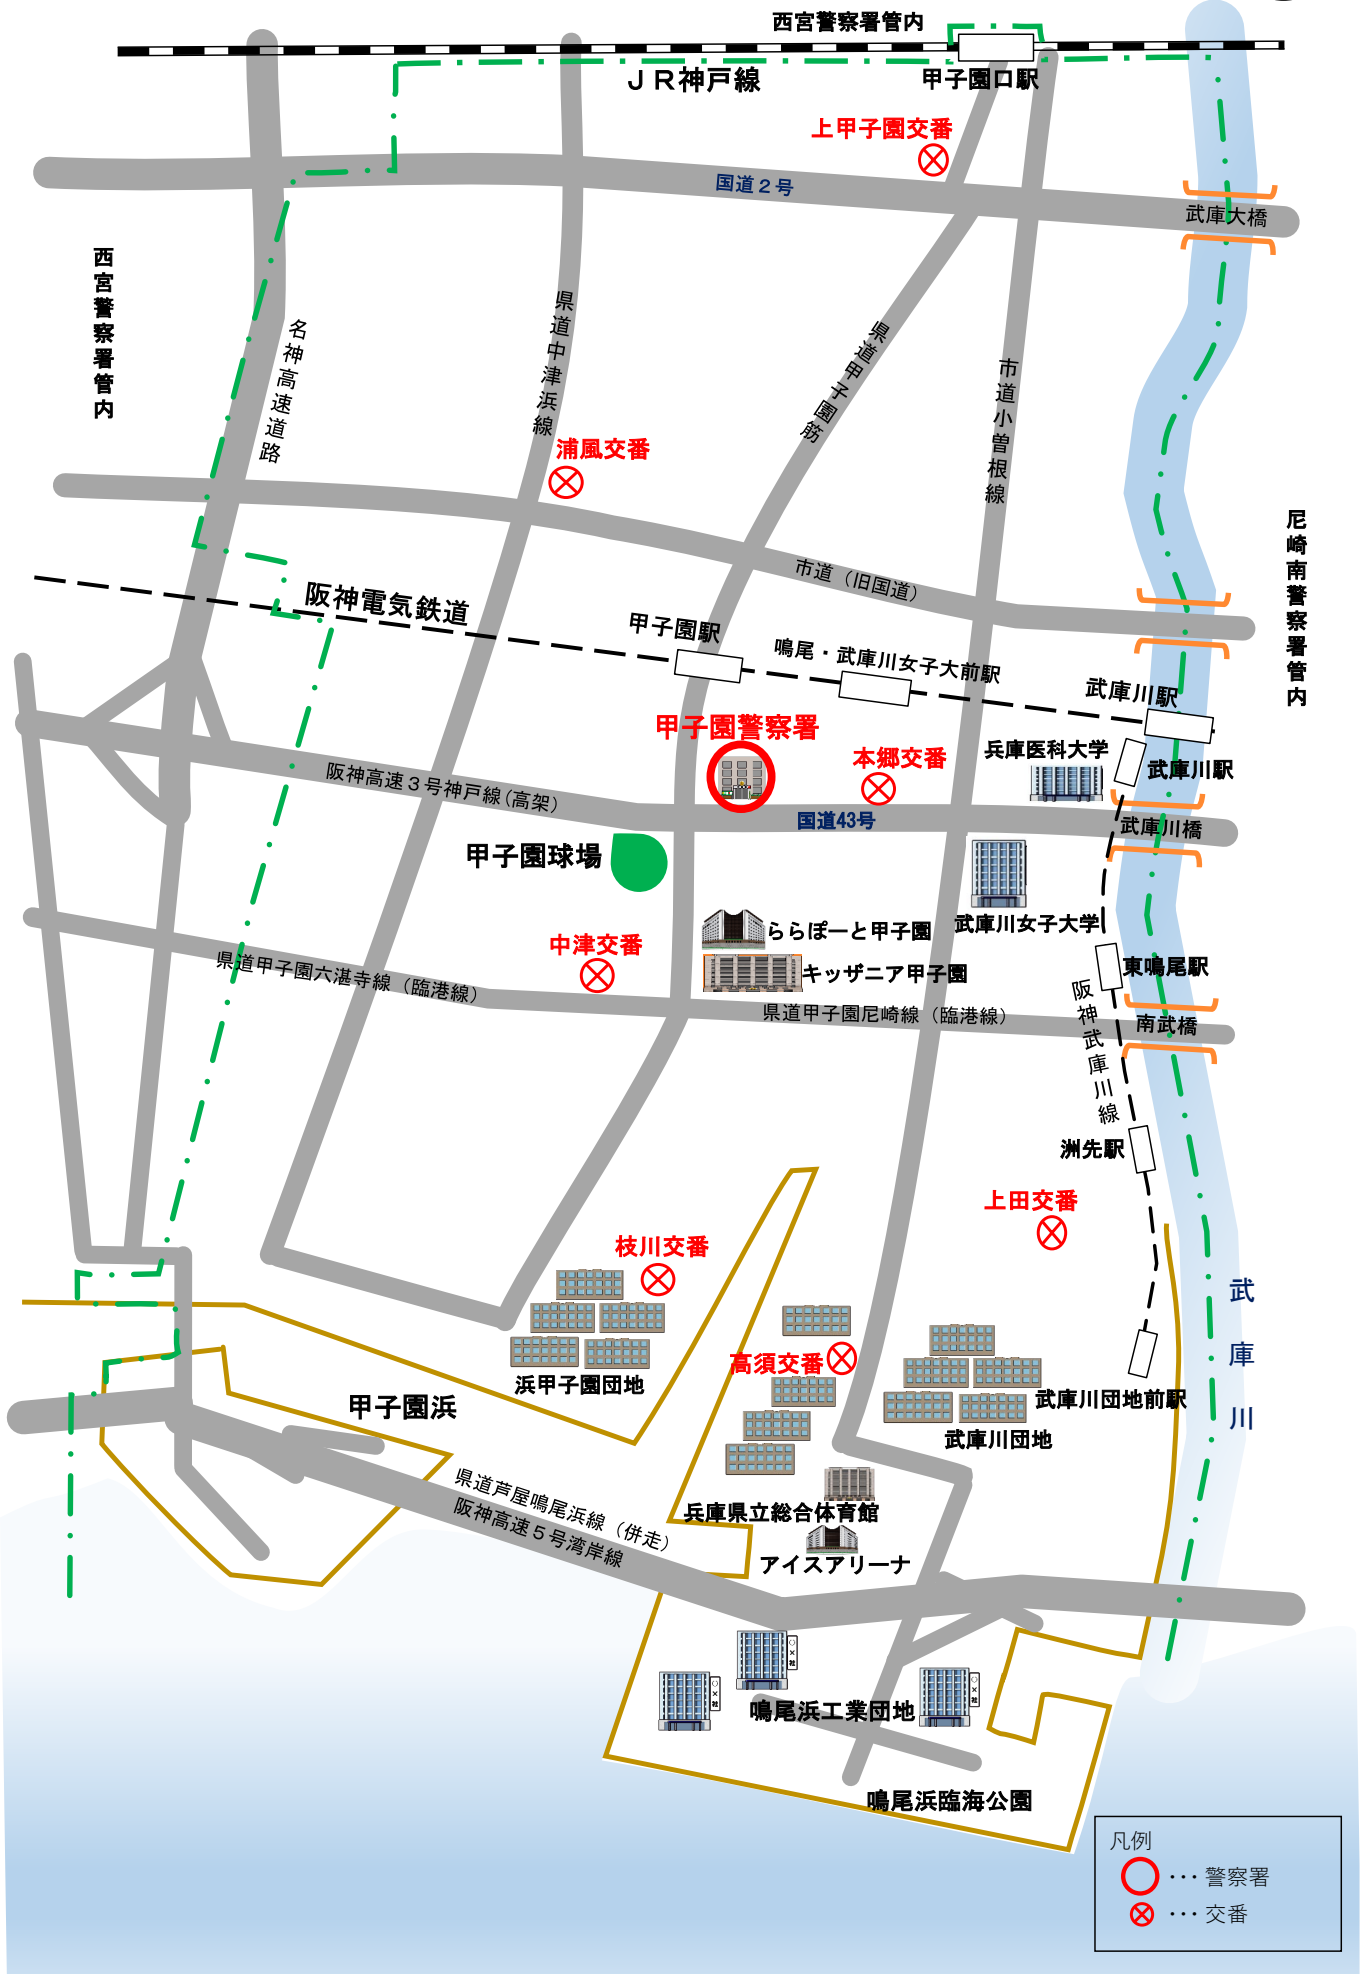 西宮警察署管内
ＪＲ神戸線
甲子園口駅
上甲子園交番
国道２号
武庫大橋
西宮警察署管内
名神高速道路
県道中津浜線
県道甲子園筋
市道小曽根線
浦風交番
尼崎南警察署管内
市道（旧国道）
阪神電気鉄道
甲子園駅
鳴尾・武庫川女子大前駅
武庫川駅
甲子園警察署
本郷交番
兵庫医科大学
武庫川駅
阪神高速３号神戸線(高架)
国道43号
武庫川橋
甲子園球場
ららぽーと甲子園
武庫川女子大学
中津交番
キッザニア甲子園
東鳴尾駅
県道甲子園六湛寺線（臨港線）
県道甲子園尼崎線（臨港線）
南武橋
阪神武庫川線
洲先駅
上田交番
枝川交番
武庫川
高須交番
浜甲子園団地
甲子園浜
武庫川団地前駅
武庫川団地
県道芦屋鳴尾浜線（併走）
阪神高速５号湾岸線
兵庫県立総合体育館
アイスアリーナ
〇×社
〇×社
〇×社
鳴尾浜工業団地
鳴尾浜臨海公園
凡例
･･･ 警察署
･･･ 交番